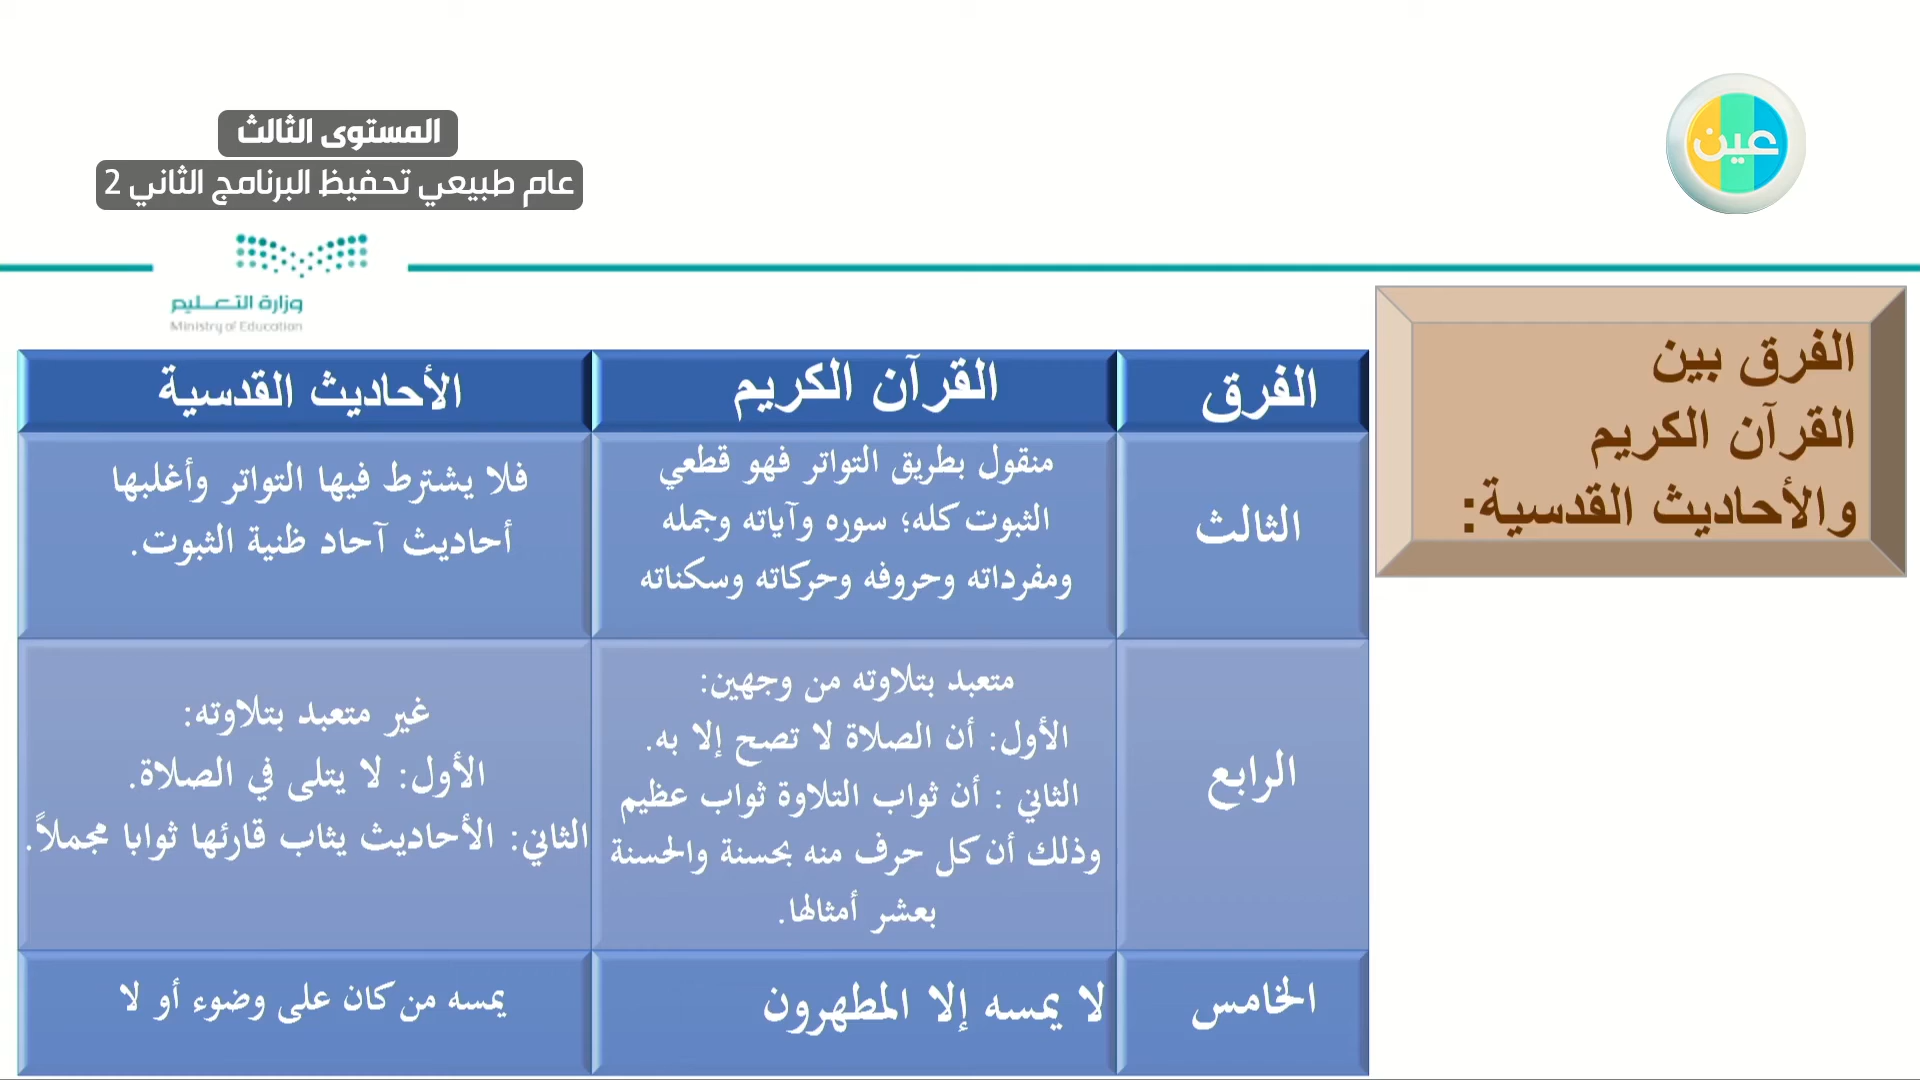 المستوى الثالث
عام طبيعي تحفيظ البرنامج الثاني 2
عين
وزارة التعليم
Ministry of Education
الفرق بين
القرآن الكريم
والأحاديث القدسية:
الفرق
القرآن الكريم
الأحاديث القدسية
الثالث
منقول بطريق التواتر فهو قطعي
الثبوت كله؛ سوره وآياته وجمله
ومفرداته وحروفه وحركاته وسكناته
فلا يشترط فيها التواتر وأغلبها
أحاديث آحاد ظنية الثبوت.
الرابع
متعبد بتلاوته من وجهين:
الأول: أن الصلاة لا تصح إلا به.
الثاني : أن ثواب التلاوة ثواب عظيم
وذلك أن كل حرف منه بحسنة والحسنة
بعشر أمثالها.
غير متعبد بتلاوته:
الأول: لا يتلى في الصلاة.
الثاني: الأحاديث يثاب قارئها ثوابا مجملاً.
الخامس
لا يمسه إلا المطهرون
يمسه من كان على وضوء أو لا